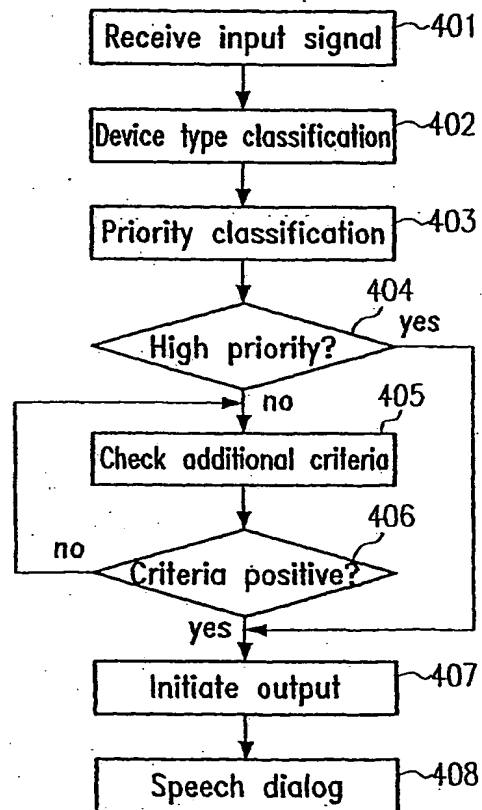 Receive input signal 401
Device type classification 402
Priority classification 403
404
High priority? yes
no 405
Check additional criteria
406
no
Criteria positive?
yes
Initiate output 407
Speech dialog 408